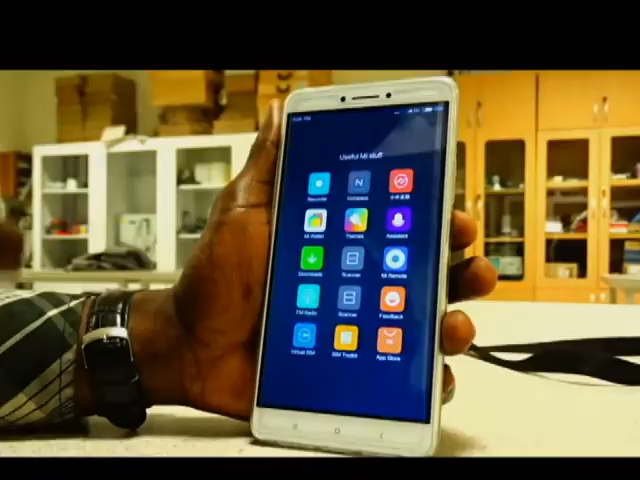 Useful Mi stuff
Recorder Compass
Mi Wallet Themes Assistant
Downloads Scanner Mi Remote
FM Radio Scanner Feedback
Virtual SIM SIM Toolkit App Store